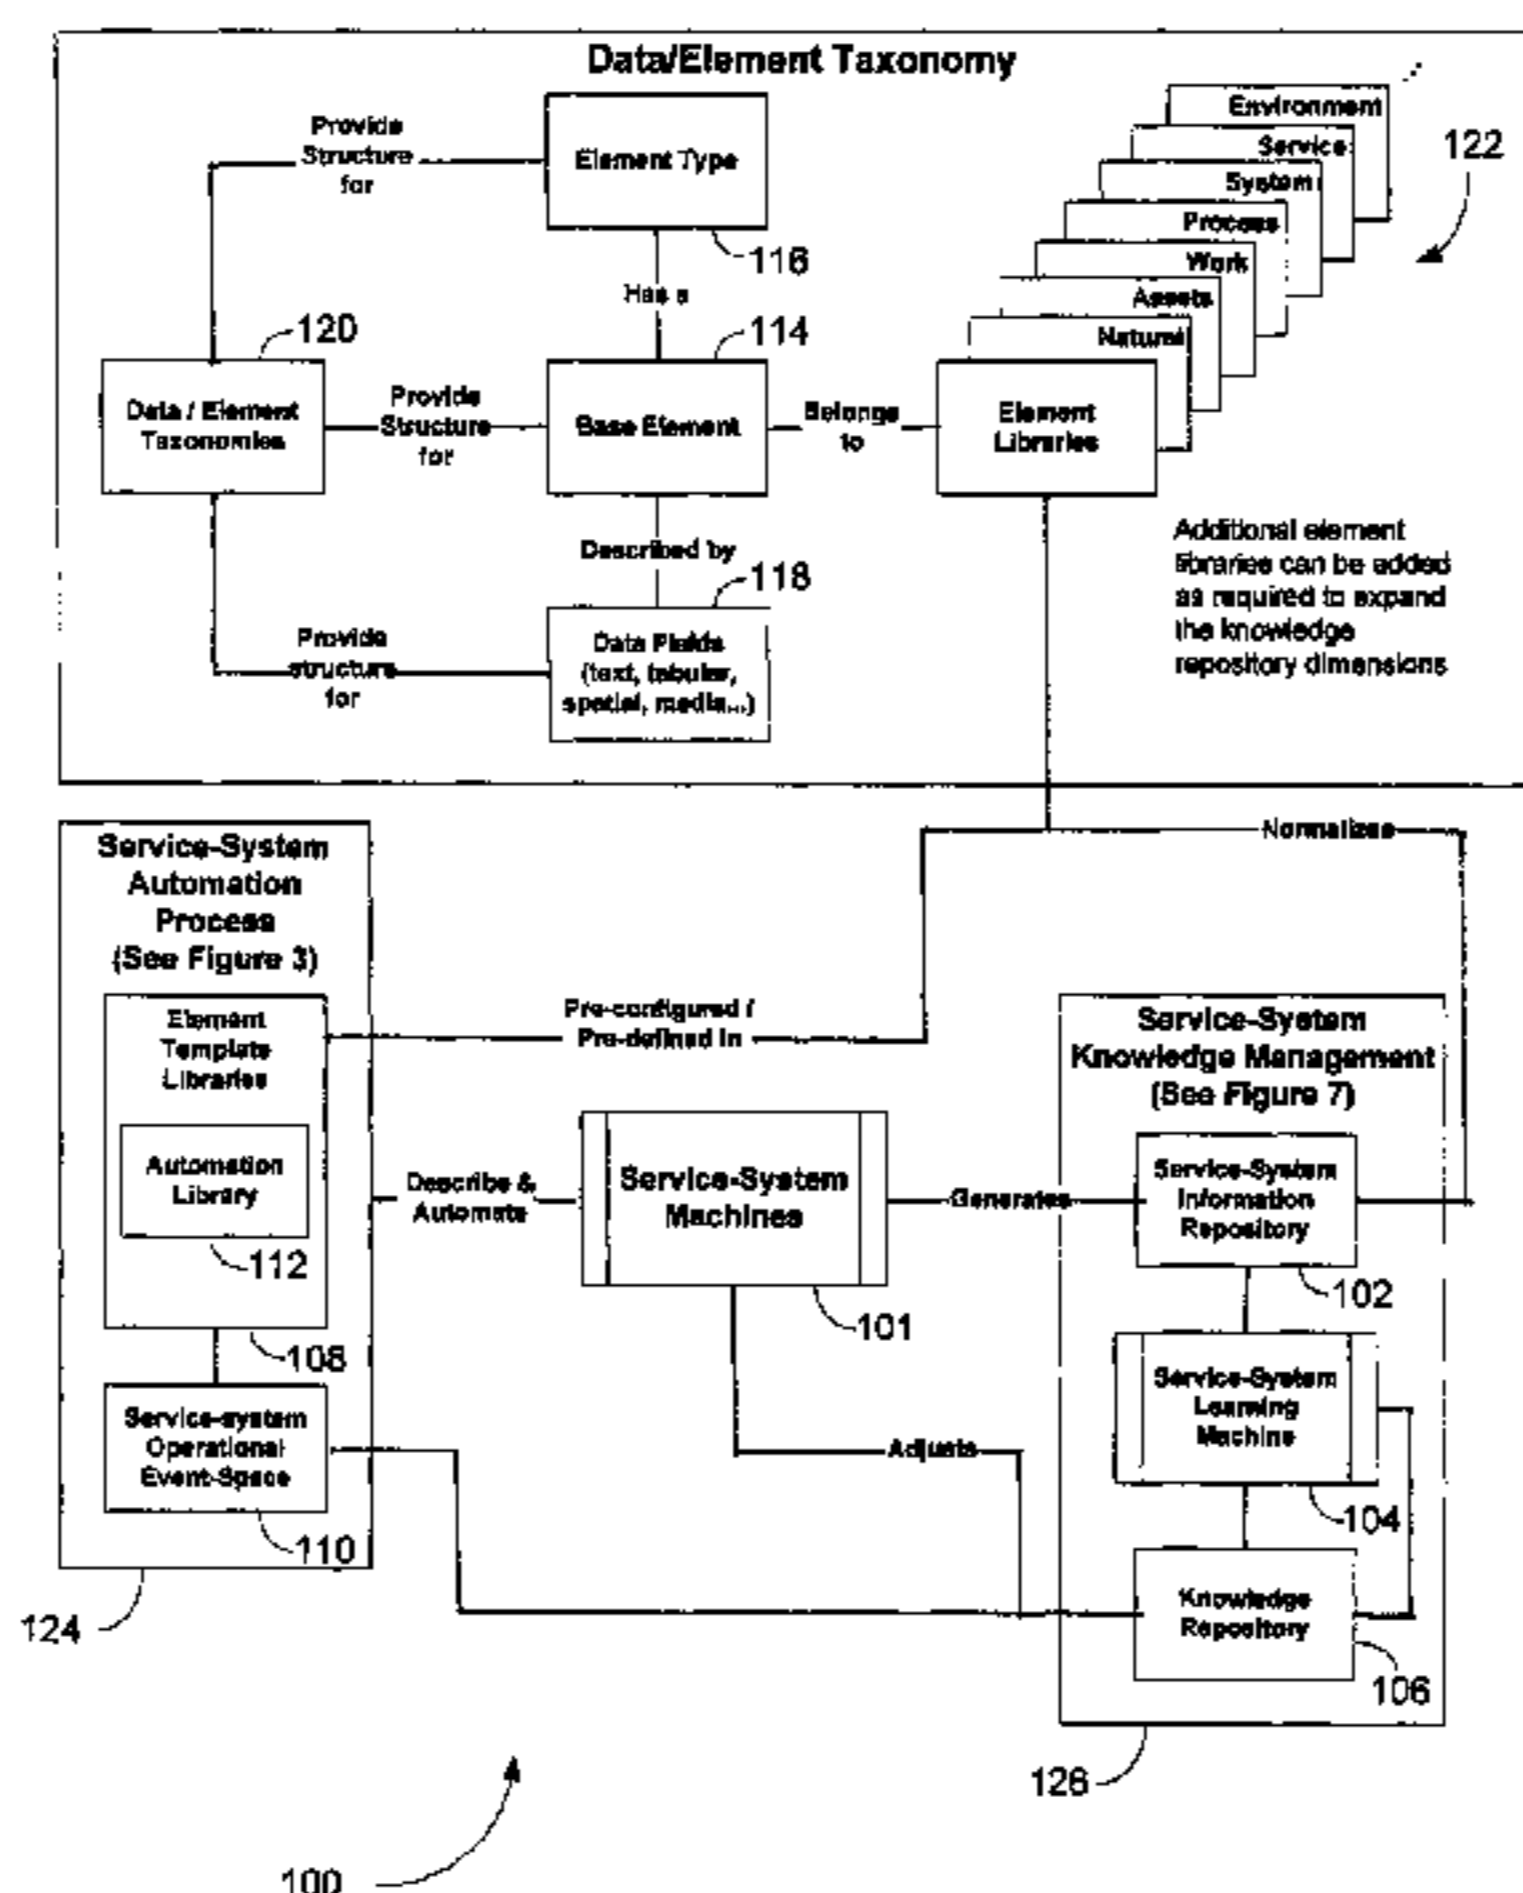 Data/Element Taxonomy
Provide
Structure
for
Element Type
116
Has a
Environment
Service
System
Process
Work
Assets
Natural
122
120
114
Data / Element
Taxonomies
Provide
Structure
for
Base Element
Belongs
to
Element
Libraries
Described by
118
Provide
structure
for
Data Fields
(text, tabular,
spatial, media...)
Additional element
libraries can be added
as required to expand
the knowledge
repository dimensions
Service-System
Automation
Process
(See Figure 3)
Element
Template
Libraries
Automation
Library
112
108
Service-system
Operational
Event-Space
110
124
Normalizes
Pre-configured /
Pre-defined in
Describe &
Automate
Service-System
Machines
101
Generates
Adjusts
Service-System
Knowledge Management
(See Figure 7)
Service-System
Information
Repository
102
Service-System
Learning
Machine
104
Knowledge
Repository
106
126
100